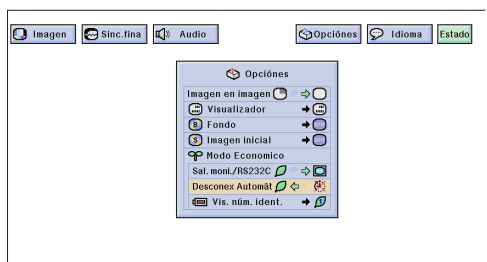 Imagen Sinc.fina Audio Opciónes Idioma Estado
Opciónes
Imagen en imagen
Visualizador
B Fondo
S Imagen inicial
Modo Economico
Sal. moni./RS232C
Desconex Automát
Vis. núm. ident.